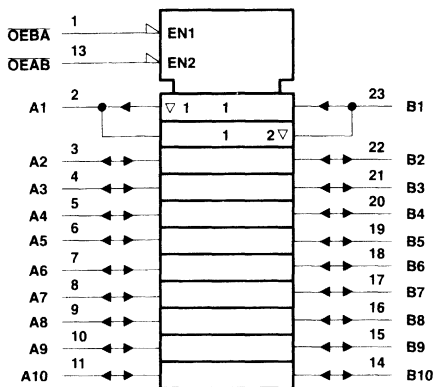 OEBA 1 EN1
OEAB 13 EN2
A1 2 ▽ 1 1 23 B1
1 2 ▽
A2 3 22 B2
A3 4 21 B3
A4 5 20 B4
A5 6 19 B5
A6 7 18 B6
A7 8 17 B7
A8 9 16 B8
A9 10 15 B9
A10 11 14 B10